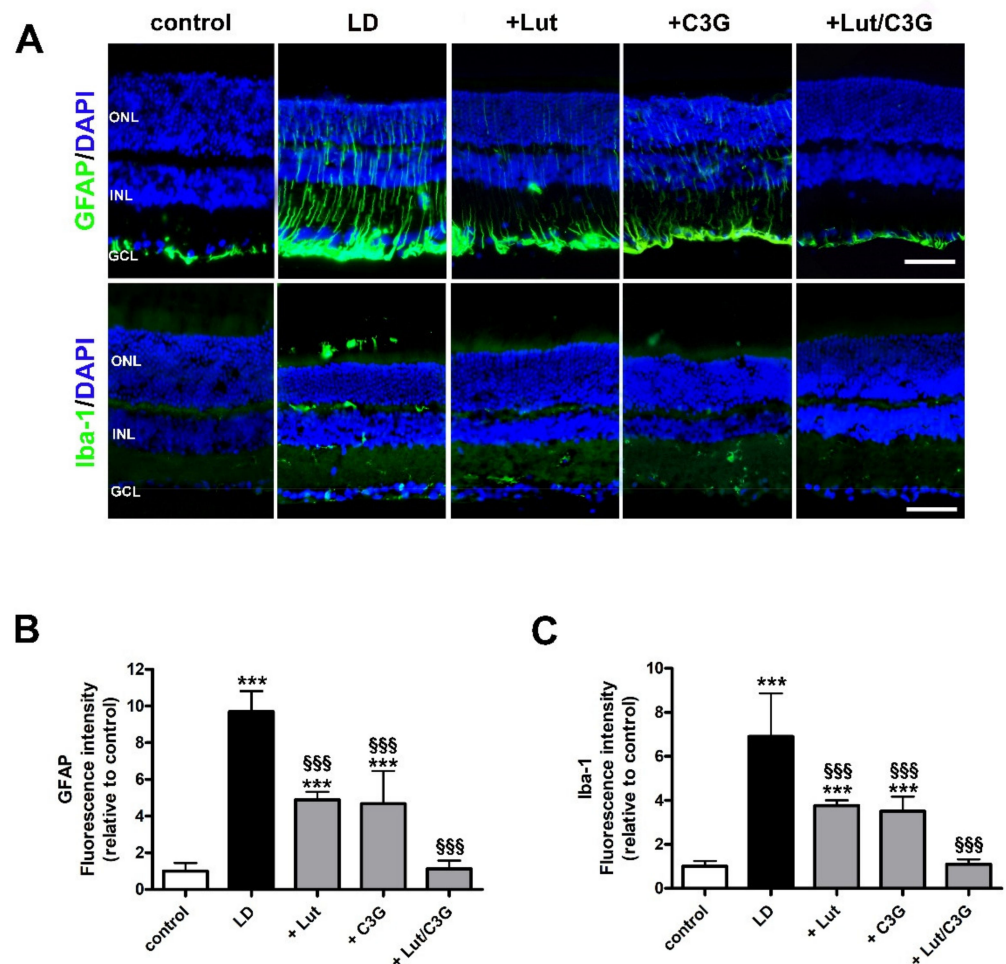 A
control LD +Lut +C3G +Lut/C3G
GFAP/DAPI
ONL
INL
GCL
Iba-1/DAPI
ONL
INL
GCL
B
GFAP
Fluorescence intensity
(relative to control)
12
10
8
6
4
2
0
***
§§§
***
§§§
***
§§§
control LD + Lut + C3G + Lut/C3G
C
Iba-1
Fluorescence intensity
(relative to control)
10
8
6
4
2
0
***
§§§
***
§§§
***
§§§
control LD + Lut + C3G + Lut/C3G